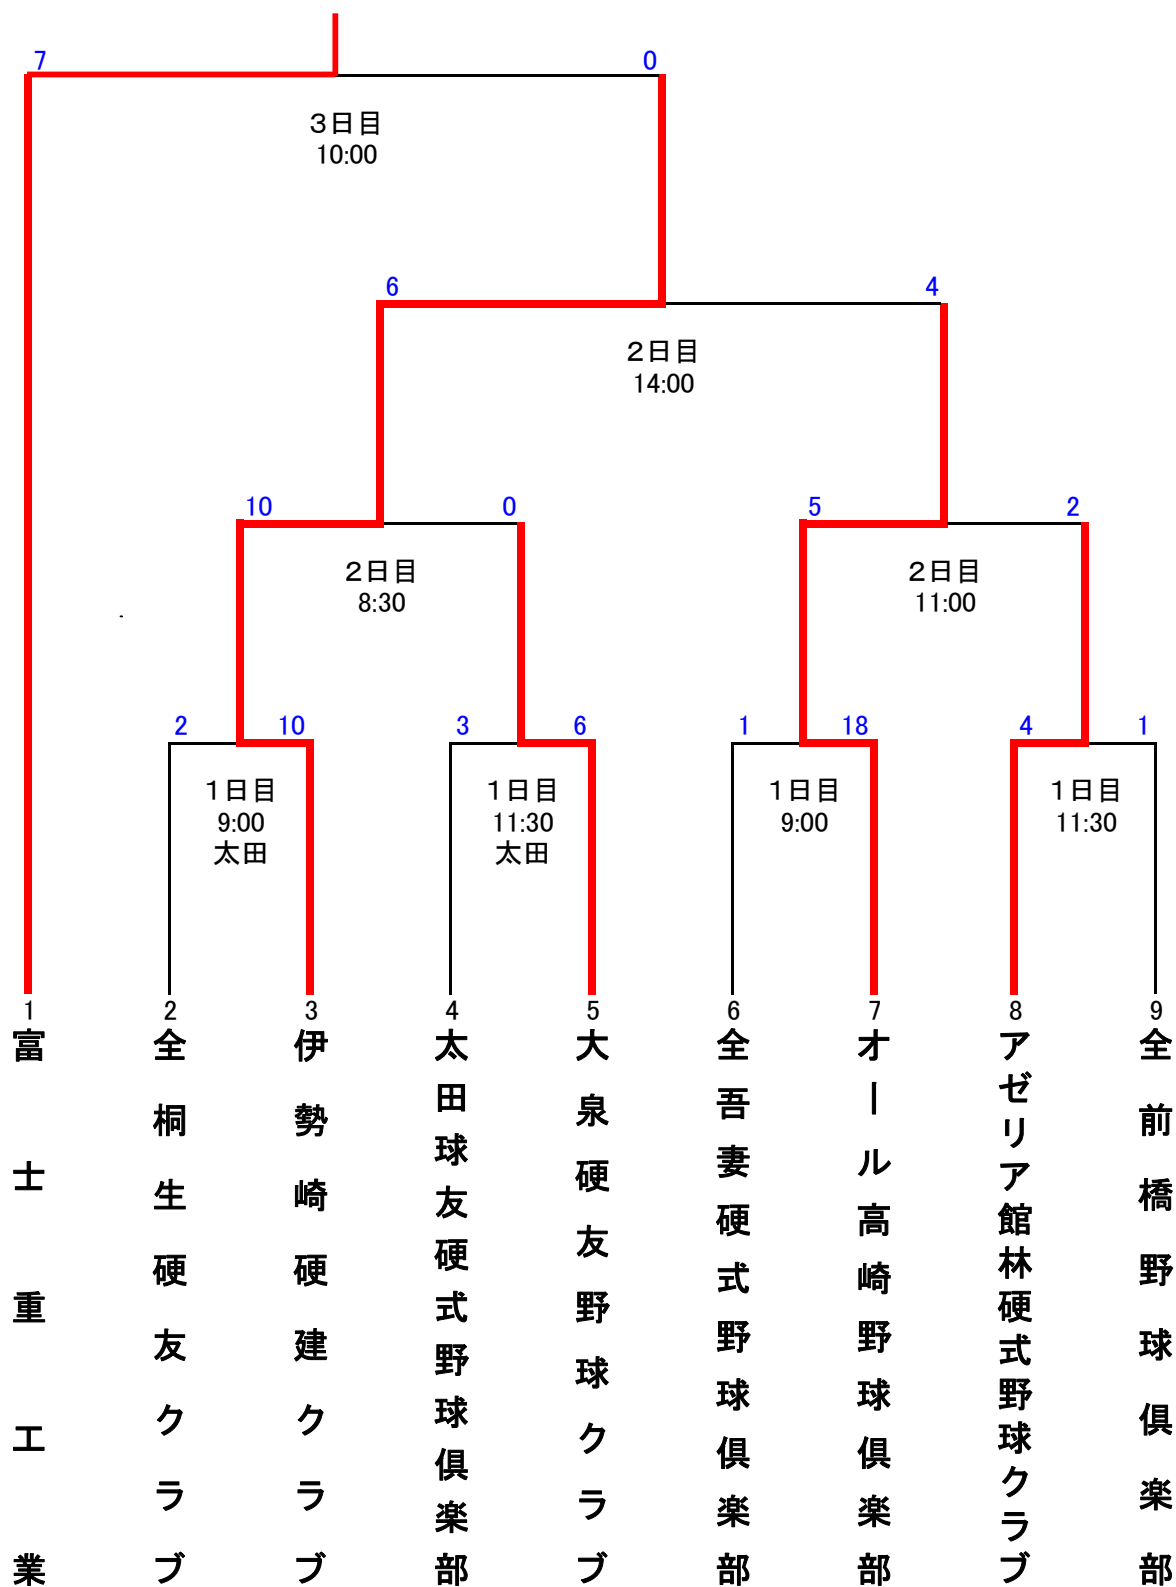 7
0
３日目
10:00
6
4
２日目
14:00
10
0
5
2
２日目
8:30
２日目
11:00
2
10
3
6
1
18
4
1
１日目
9:00
太田
１日目
11:30
太田
１日目
9:00
１日目
11:30
1
2
3
4
5
6
7
8
9
富士重工業
全桐生硬友クラブ
伊勢崎硬建クラブ
太田球友硬式野球倶楽部
大泉硬友野球クラブ
全吾妻硬式野球倶楽部
オール高崎野球倶楽部
アゼリア館林硬式野球クラブ
全前橋野球倶楽部